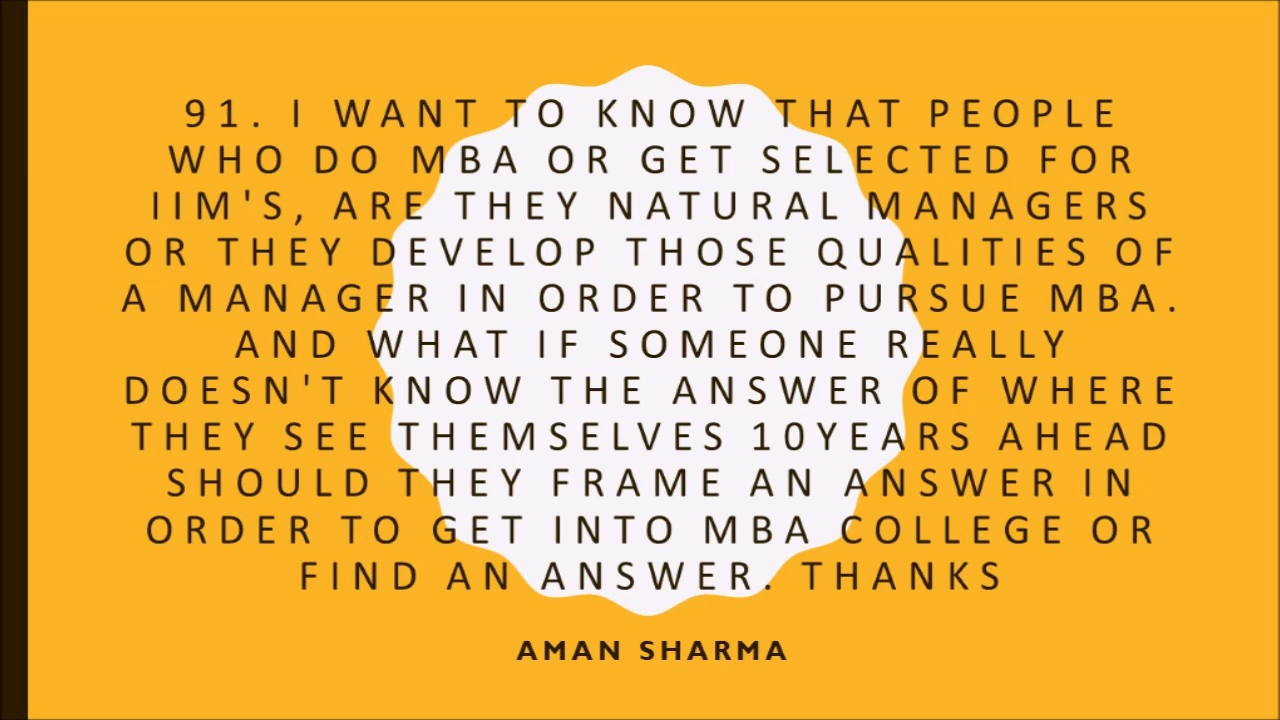 91. I WANT TO KNOW THAT PEOPLE
WHO DO MBA OR GET SELECTED FOR
IIM'S, ARE THEY NATURAL MANAGERS
OR THEY DEVELOP THOSE QUALITIES OF
A MANAGER IN ORDER TO PURSUE MBA.
AND WHAT IF SOMEONE REALLY
DOESN'T KNOW THE ANSWER OF WHERE
THEY SEE THEMSELVES 10YEARS AHEAD
SHOULD THEY FRAME AN ANSWER IN
ORDER TO GET INTO MBA COLLEGE OR
FIND AN ANSWER. THANKS
AMAN SHARMA